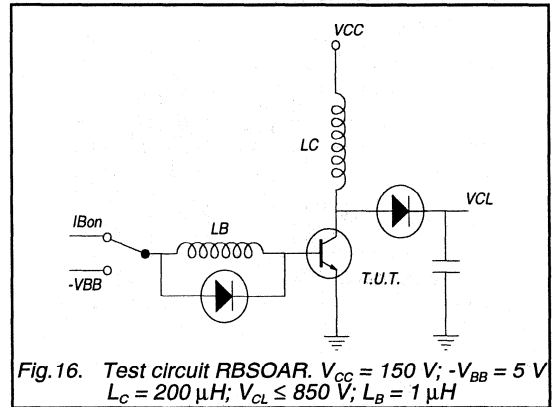 VCC
LC
VCL
IBon
LB
-VBB
T.U.T.
Fig.16. Test circuit RBSOAR. VCC = 150 V; -VBB = 5 V
LC = 200 μH; VCL ≤ 850 V; LB = 1 μH